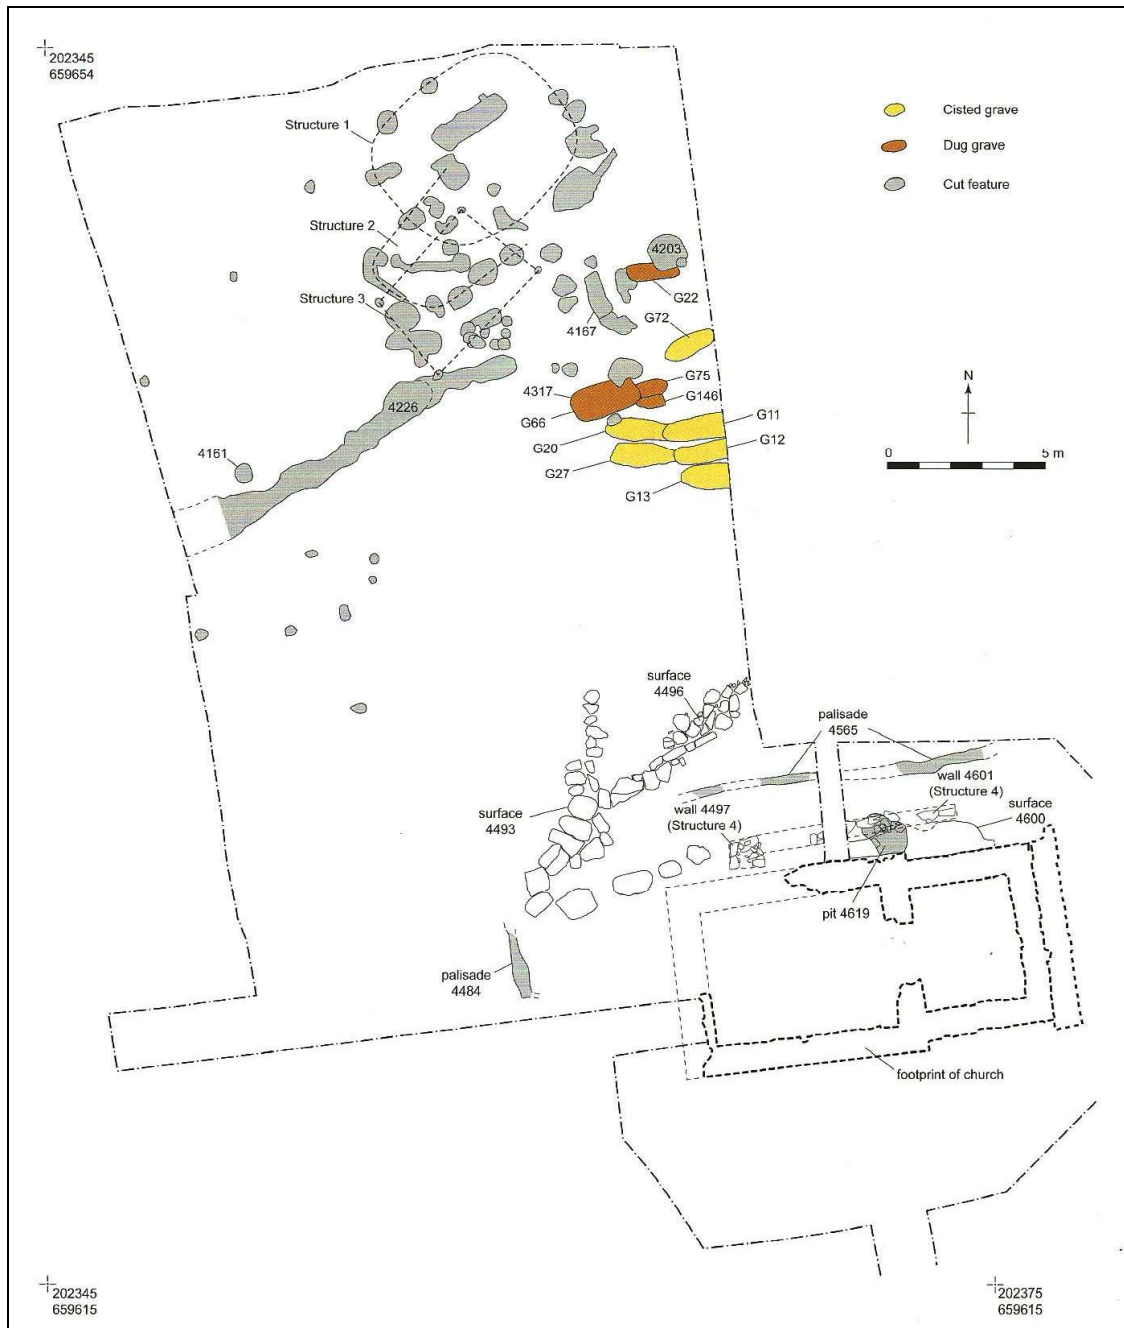 202345
659654
Structure 1
Cisted grave
Dug grave
Cut feature
Structure 2
4203
Structure 3
G22
4167
G72
N
4317
G75
4226
G146
G66
G11
G20
G12
4161
G27
G13
0
5 m
surface
4496
palisade
4565
wall 4601
(Structure 4)
surface
4493
wall 4497
(Structure 4)
surface
4600
pit 4619
palisade
4484
footprint of church
202345
659615
202375
659615